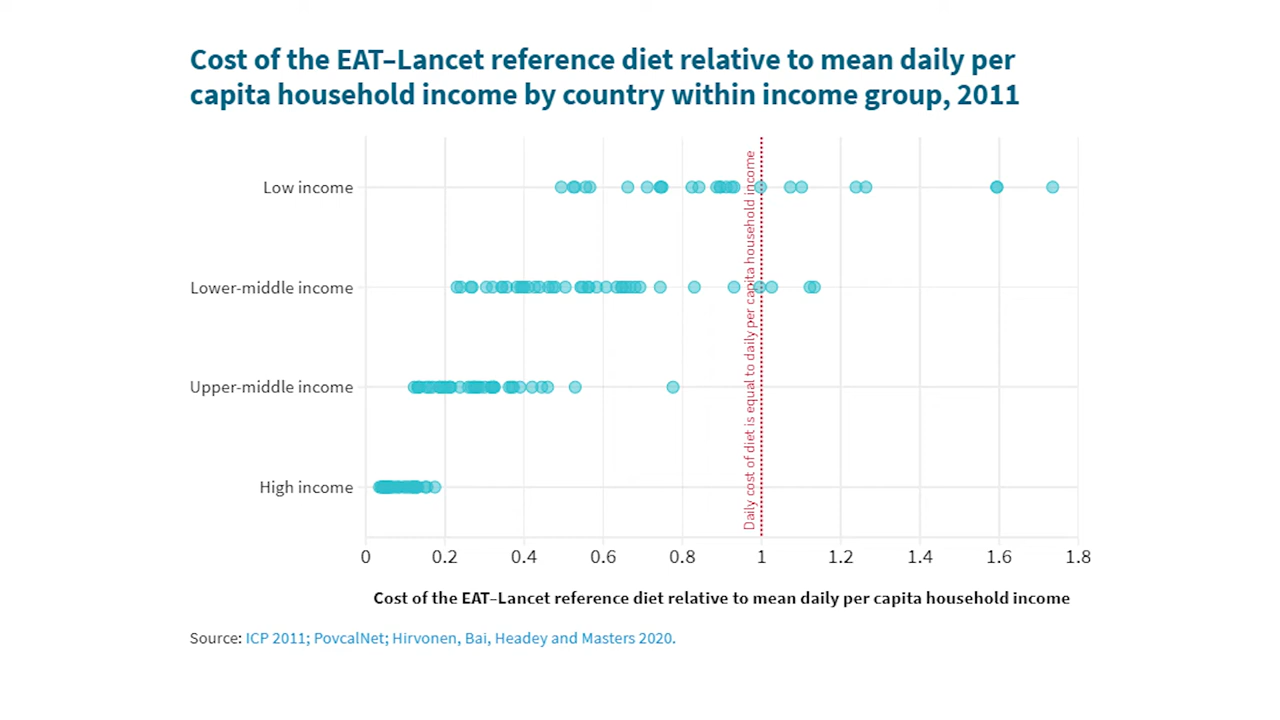 Cost of the EAT–Lancet reference diet relative to mean daily per
capita household income by country within income group, 2011
Low income
Lower-middle income
Upper-middle income
High income
Daily cost of diet is equal to daily per capita household income
0 0.2 0.4 0.6 0.8 1 1.2 1.4 1.6 1.8
Cost of the EAT–Lancet reference diet relative to mean daily per capita household income
Source: ICP 2011; PovcalNet; Hirvonen, Bai, Headey and Masters 2020.